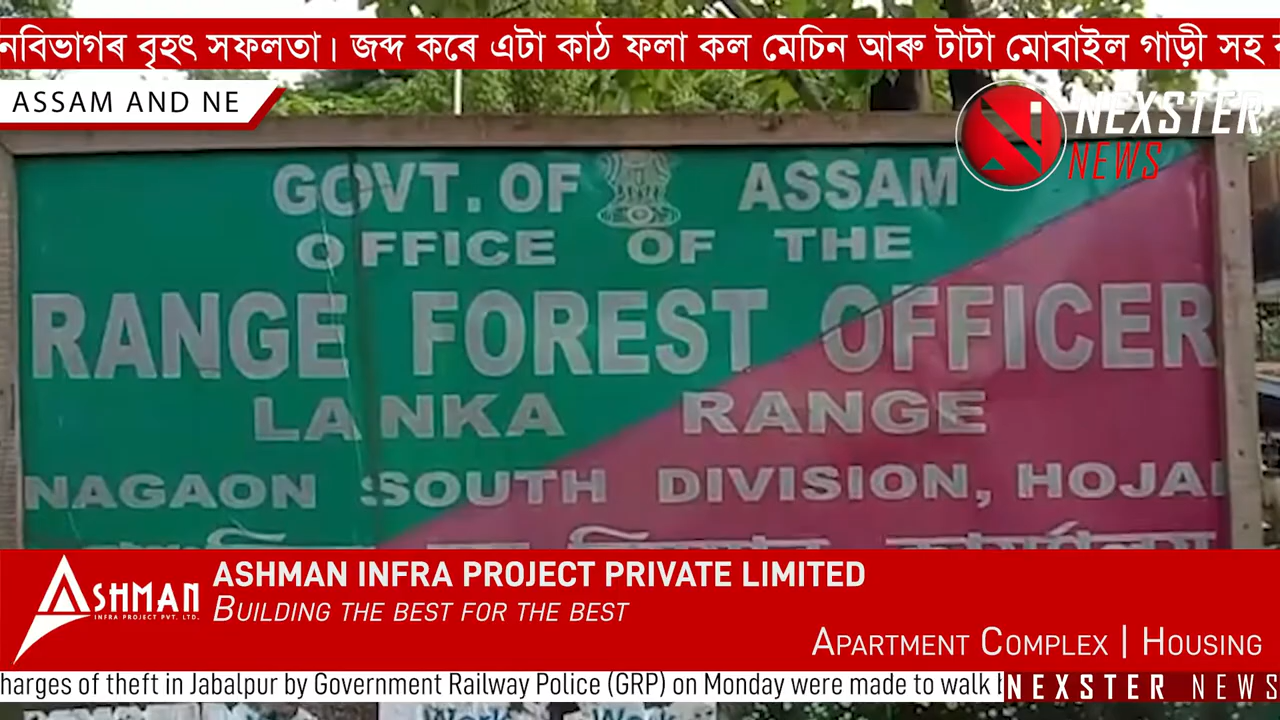 নবিভাগৰ বৃহৎ সফলতা। জব্দ কৰে এটা কাঠ ফলা কল মেচিন আৰু টাটা মোবাইল গাড়ী সহ
ASSAM AND NE
NEXSTER
NEWS
GOVT. OF ASSAM
OFFICE OF THE
RANGE FOREST OFFICER
LANKA RANGE
NAGAON SOUTH DIVISION, HOJAI
ASHMAN
INFRA PROJECT PVT. LTD.
ASHMAN INFRA PROJECT PRIVATE LIMITED
BUILDING THE BEST FOR THE BEST
APARTMENT COMPLEX | HOUSING
harges of theft in Jabalpur by Government Railway Police (GRP) on Monday were made to walk
NEXSTER NEWS